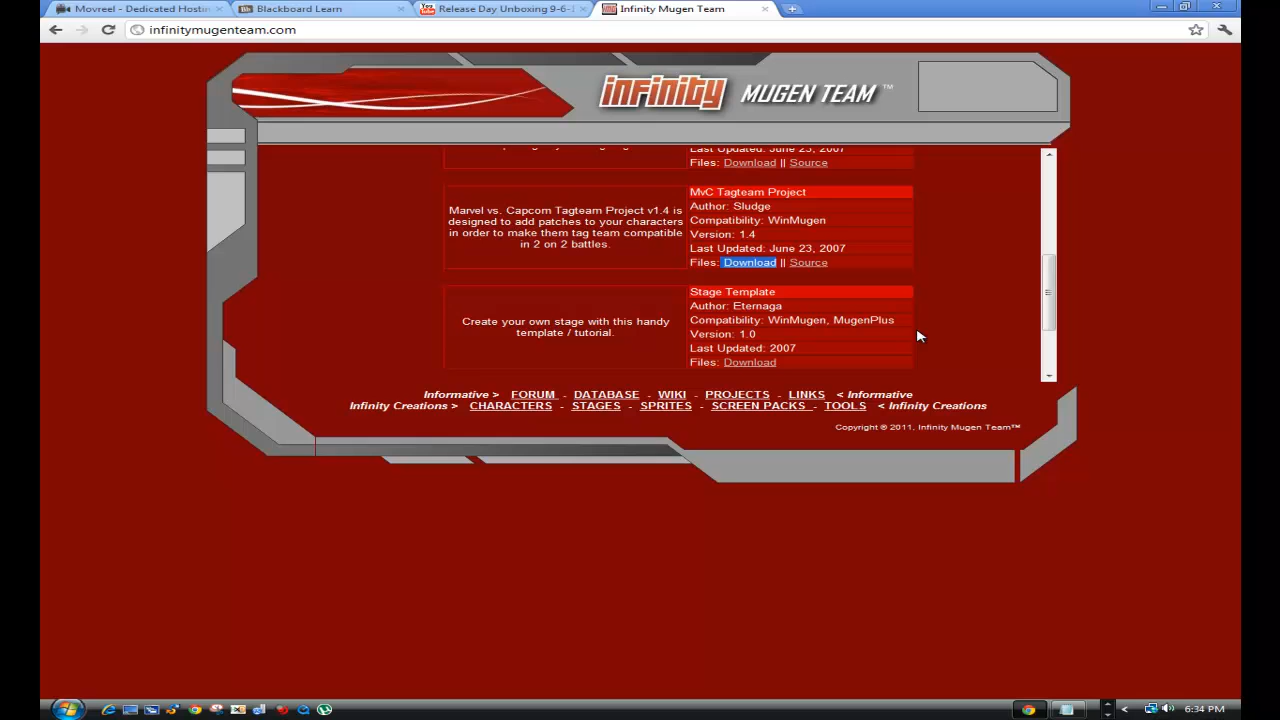 Movreel - Dedicated Hostin
Blackboard Learn
Release Day Unboxing 9-6-1
Infinity Mugen Team
infinitymugenteam.com
infinity MUGEN TEAM ™
Last Updated: June 23, 2007
Files: Download || Source
MvC Tagteam Project
Author: Sludge
Compatibility: WinMugen
Version: 1.4
Last Updated: June 23, 2007
Files: Download || Source
Marvel vs. Capcom Tagteam Project v1.4 is
designed to add patches to your characters
in order to make them tag team compatible
in 2 on 2 battles.
Stage Template
Author: Eternaga
Compatibility: WinMugen, MugenPlus
Version: 1.0
Last Updated: 2007
Files: Download
Create your own stage with this handy
template / tutorial.
Informative > FORUM - DATABASE - WIKI - PROJECTS - LINKS < Informative
Infinity Creations > CHARACTERS - STAGES - SPRITES - SCREEN PACKS - TOOLS < Infinity Creations
Copyright ® 2011, Infinity Mugen Team™
6:34 PM